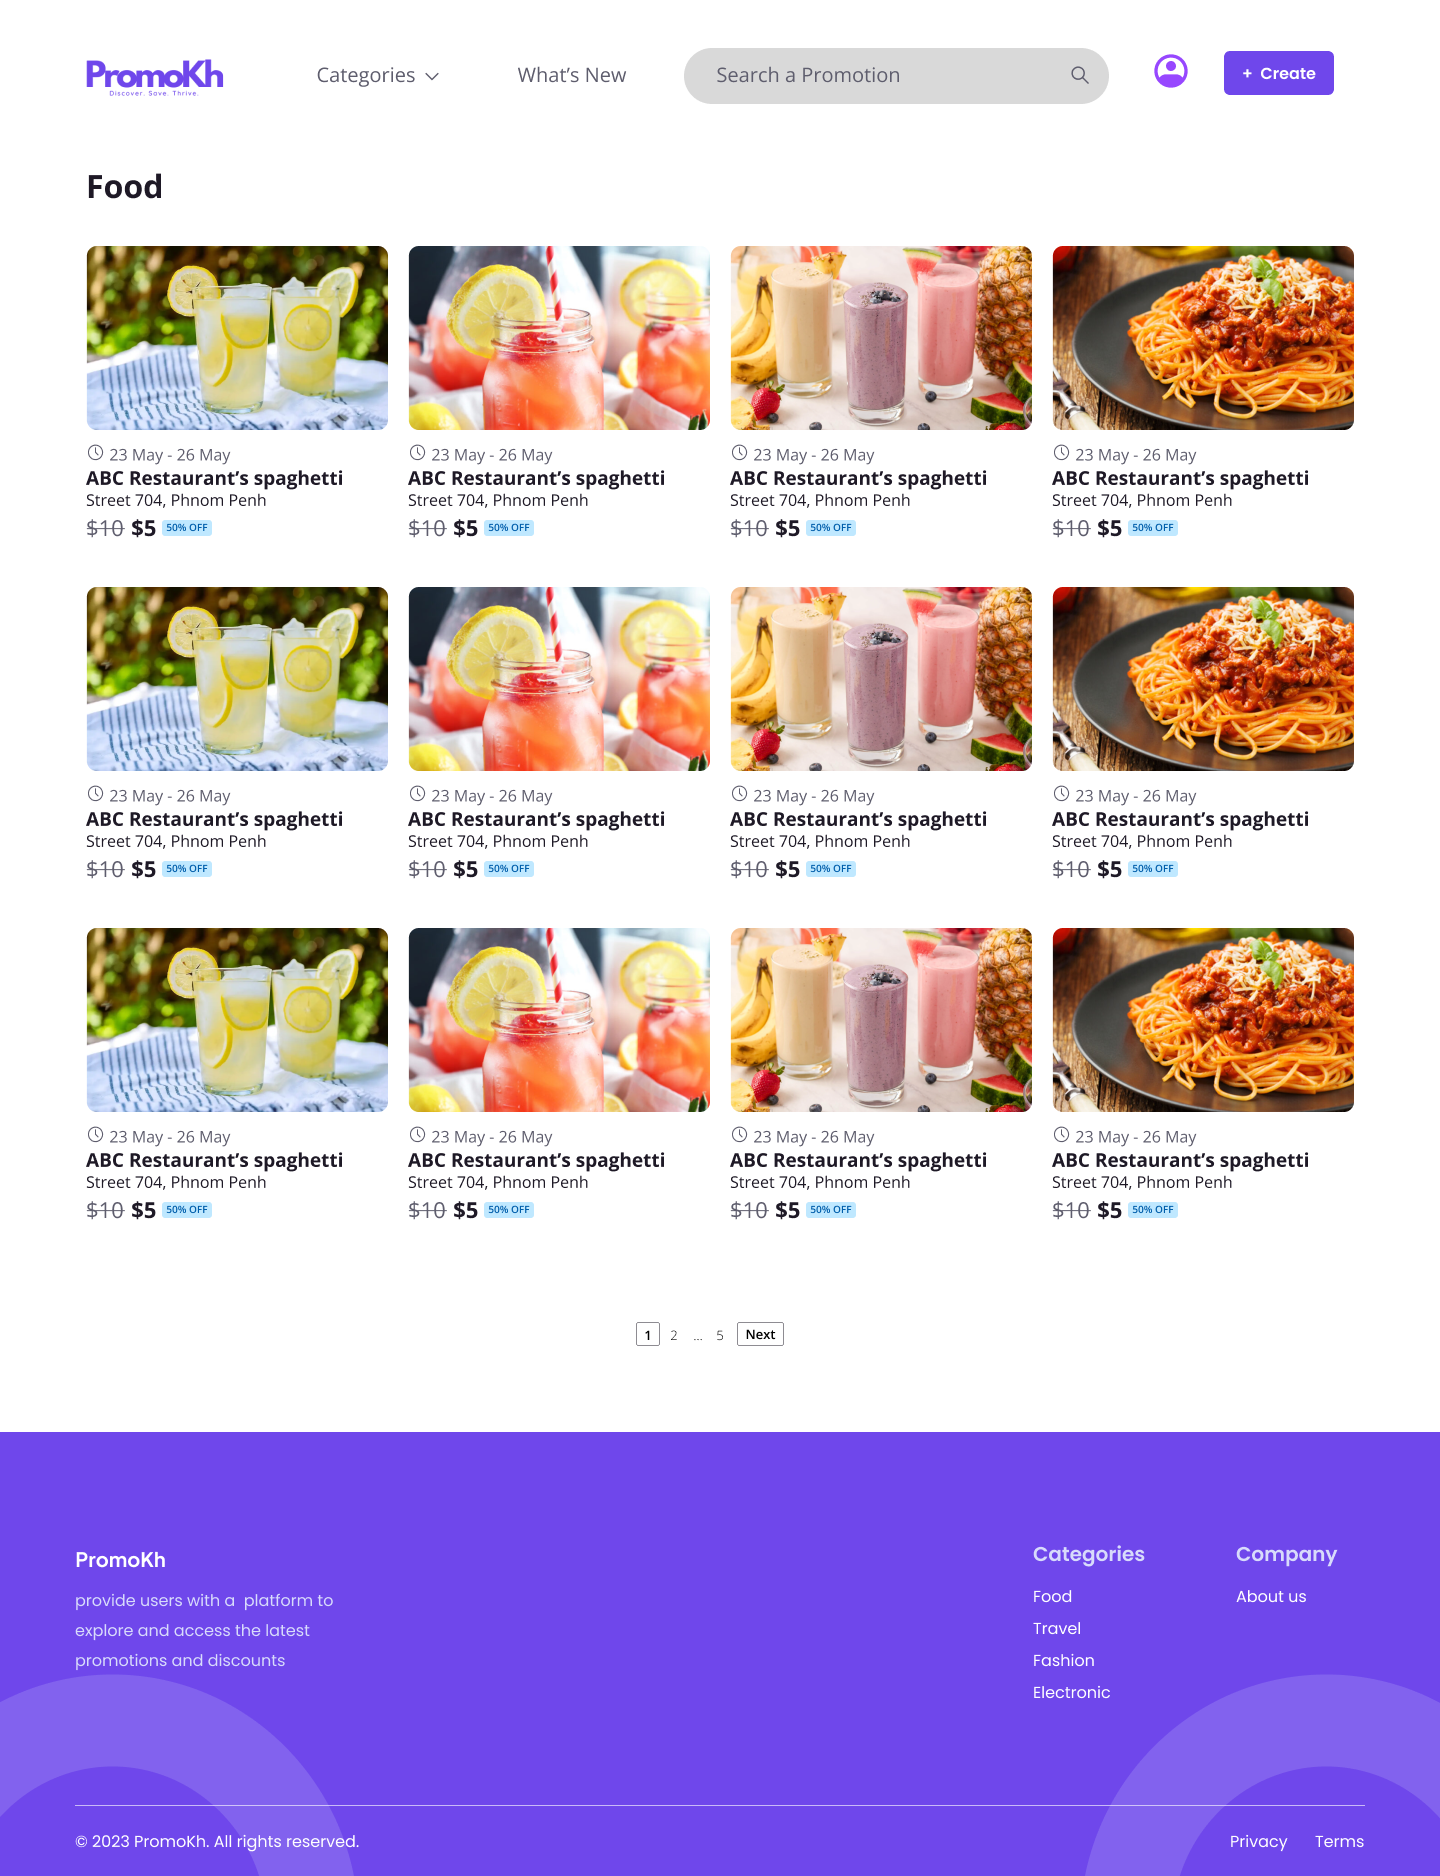 PromoKh
Discover. Save. Thrive.
Categories
What's New
Search a Promotion
+ Create
Food
23 May - 26 May
ABC Restaurant's spaghetti
Street 704, Phnom Penh
$10 $5 50% OFF
23 May - 26 May
ABC Restaurant's spaghetti
Street 704, Phnom Penh
$10 $5 50% OFF
23 May - 26 May
ABC Restaurant's spaghetti
Street 704, Phnom Penh
$10 $5 50% OFF
23 May - 26 May
ABC Restaurant's spaghetti
Street 704, Phnom Penh
$10 $5 50% OFF
23 May - 26 May
ABC Restaurant's spaghetti
Street 704, Phnom Penh
$10 $5 50% OFF
23 May - 26 May
ABC Restaurant's spaghetti
Street 704, Phnom Penh
$10 $5 50% OFF
23 May - 26 May
ABC Restaurant's spaghetti
Street 704, Phnom Penh
$10 $5 50% OFF
23 May - 26 May
ABC Restaurant's spaghetti
Street 704, Phnom Penh
$10 $5 50% OFF
23 May - 26 May
ABC Restaurant's spaghetti
Street 704, Phnom Penh
$10 $5 50% OFF
23 May - 26 May
ABC Restaurant's spaghetti
Street 704, Phnom Penh
$10 $5 50% OFF
23 May - 26 May
ABC Restaurant's spaghetti
Street 704, Phnom Penh
$10 $5 50% OFF
23 May - 26 May
ABC Restaurant's spaghetti
Street 704, Phnom Penh
$10 $5 50% OFF
1 2 ... 5 Next
PromoKh
provide users with a platform to
explore and access the latest
promotions and discounts
Categories
Food
Travel
Fashion
Electronic
Company
About us
© 2023 PromoKh. All rights reserved.
Privacy
Terms